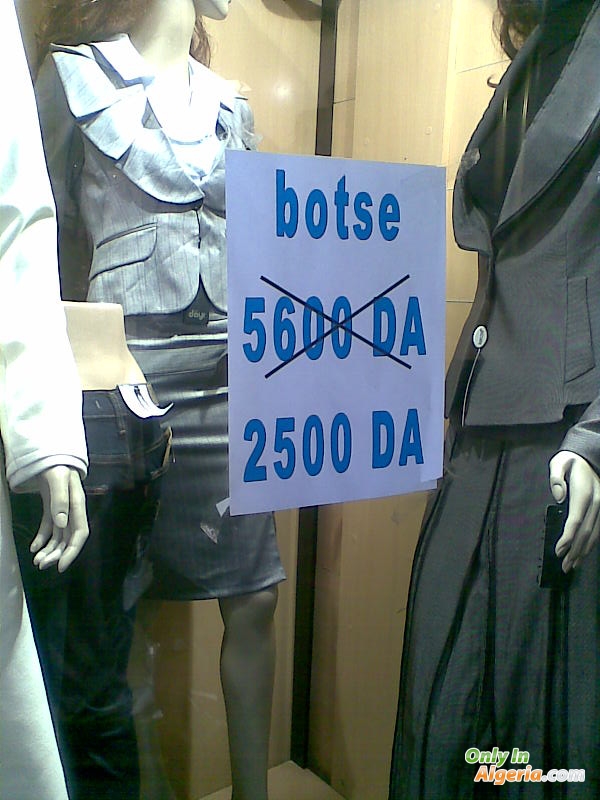 botse
5600 DA
2500 DA
Only In
Algeria.com